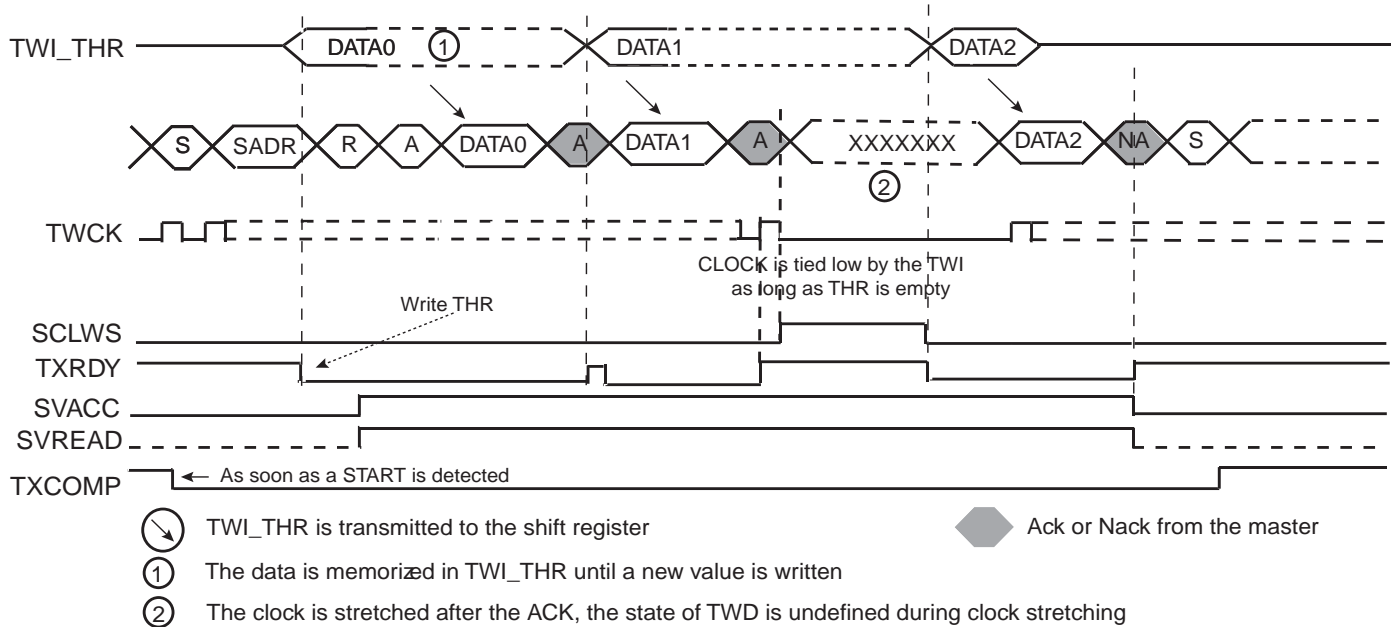 TWI_THR DATA0 1 DATA1 DATA2
S SADR R A DATA0 A DATA1 A XXXXXXX DATA2 NA S
2
TWCK
CLOCK is tied low by the TWI
as long as THR is empty
Write THR
SCLWS
TXRDY
SVACC
SVREAD
TXCOMP As soon as a START is detected
TWI_THR is transmitted to the shift register Ack or Nack from the master
1 The data is memorized in TWI_THR until a new value is written
2 The clock is stretched after the ACK, the state of TWD is undefined during clock stretching